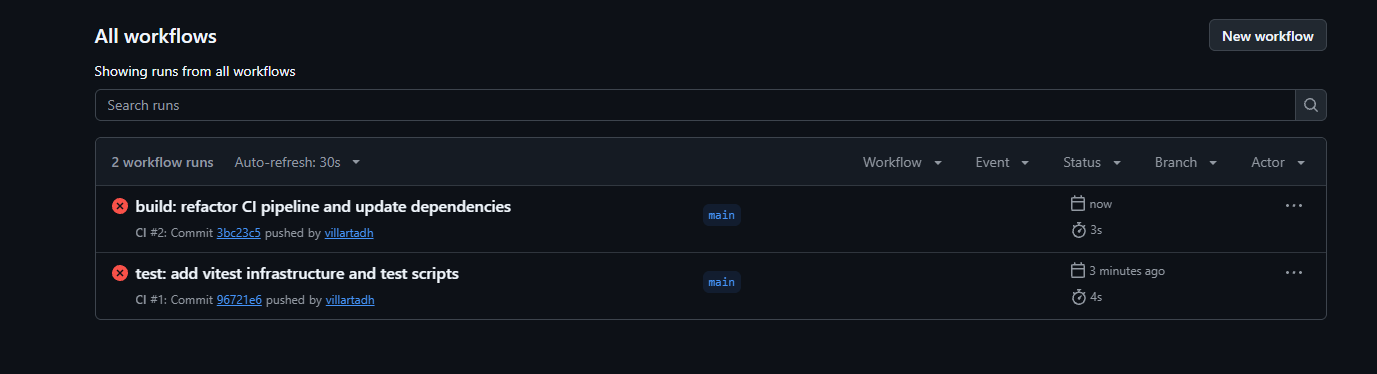 All workflows
New workflow
Showing runs from all workflows
Search runs
2 workflow runs Auto-refresh: 30s Workflow Event Status Branch Actor
build: refactor CI pipeline and update dependencies
main
now
CI #2: Commit 3bc23c5 pushed by villartadh
3s
test: add vitest infrastructure and test scripts
main
3 minutes ago
CI #1: Commit 96721e6 pushed by villartadh
4s